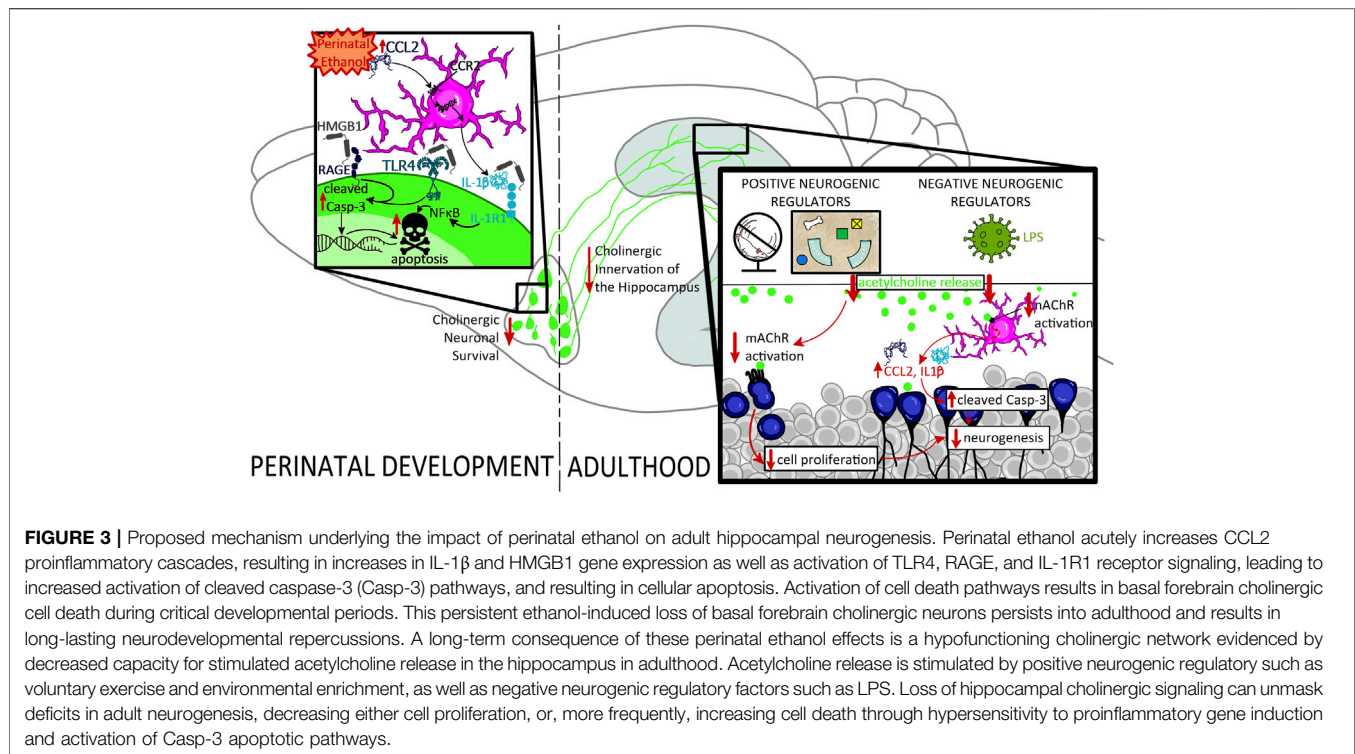 Perinatal
Ethanol
CCL2
CCR2
HMGB1
RAGE
TLR4
IL-1β
cleaved
Casp-3
NFκB
IL-1R1
apoptosis
Cholinergic
Innervation of
the Hippocampus
Cholinergic
Neuronal
Survival
POSITIVE NEUROGENIC
REGULATORS
NEGATIVE NEUROGENIC
REGULATORS
LPS
acetylcholine release
mAChR
activation
mAChR
activation
CCL2, IL1β
cleaved Casp-3
neurogenesis
cell proliferation
PERINATAL DEVELOPMENT
ADULTHOOD
FIGURE 3 | Proposed mechanism underlying the impact of perinatal ethanol on adult hippocampal neurogenesis. Perinatal ethanol acutely increases CCL2
proinflammatory cascades, resulting in increases in IL-1β and HMGB1 gene expression as well as activation of TLR4, RAGE, and IL-1R1 receptor signaling, leading to
increased activation of cleaved caspase-3 (Casp-3) pathways, and resulting in cellular apoptosis. Activation of cell death pathways results in basal forebrain cholinergic
cell death during critical developmental periods. This persistent ethanol-induced loss of basal forebrain cholinergic neurons persists into adulthood and results in
long-lasting neurodevelopmental repercussions. A long-term consequence of these perinatal ethanol effects is a hypofunctioning cholinergic network evidenced by
decreased capacity for stimulated acetylcholine release in the hippocampus in adulthood. Acetylcholine release is stimulated by positive neurogenic regulatory such as
voluntary exercise and environmental enrichment, as well as negative neurogenic regulatory factors such as LPS. Loss of hippocampal cholinergic signaling can unmask
deficits in adult neurogenesis, decreasing either cell proliferation, or, more frequently, increasing cell death through hypersensitivity to proinflammatory gene induction
and activation of Casp-3 apoptotic pathways.